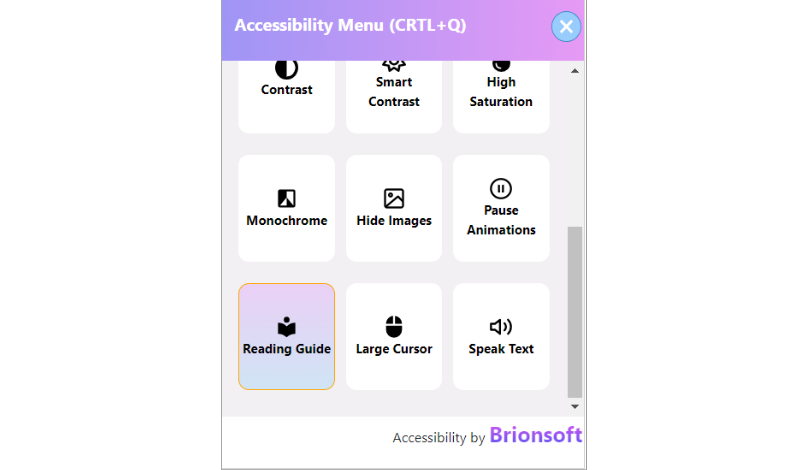 Accessibility Menu (CRTL+Q)
Contrast
Smart
Contrast
High
Saturation
Monochrome
Hide Images
Pause
Animations
Reading Guide
Large Cursor
Speak Text
Accessibility by Brionsoft